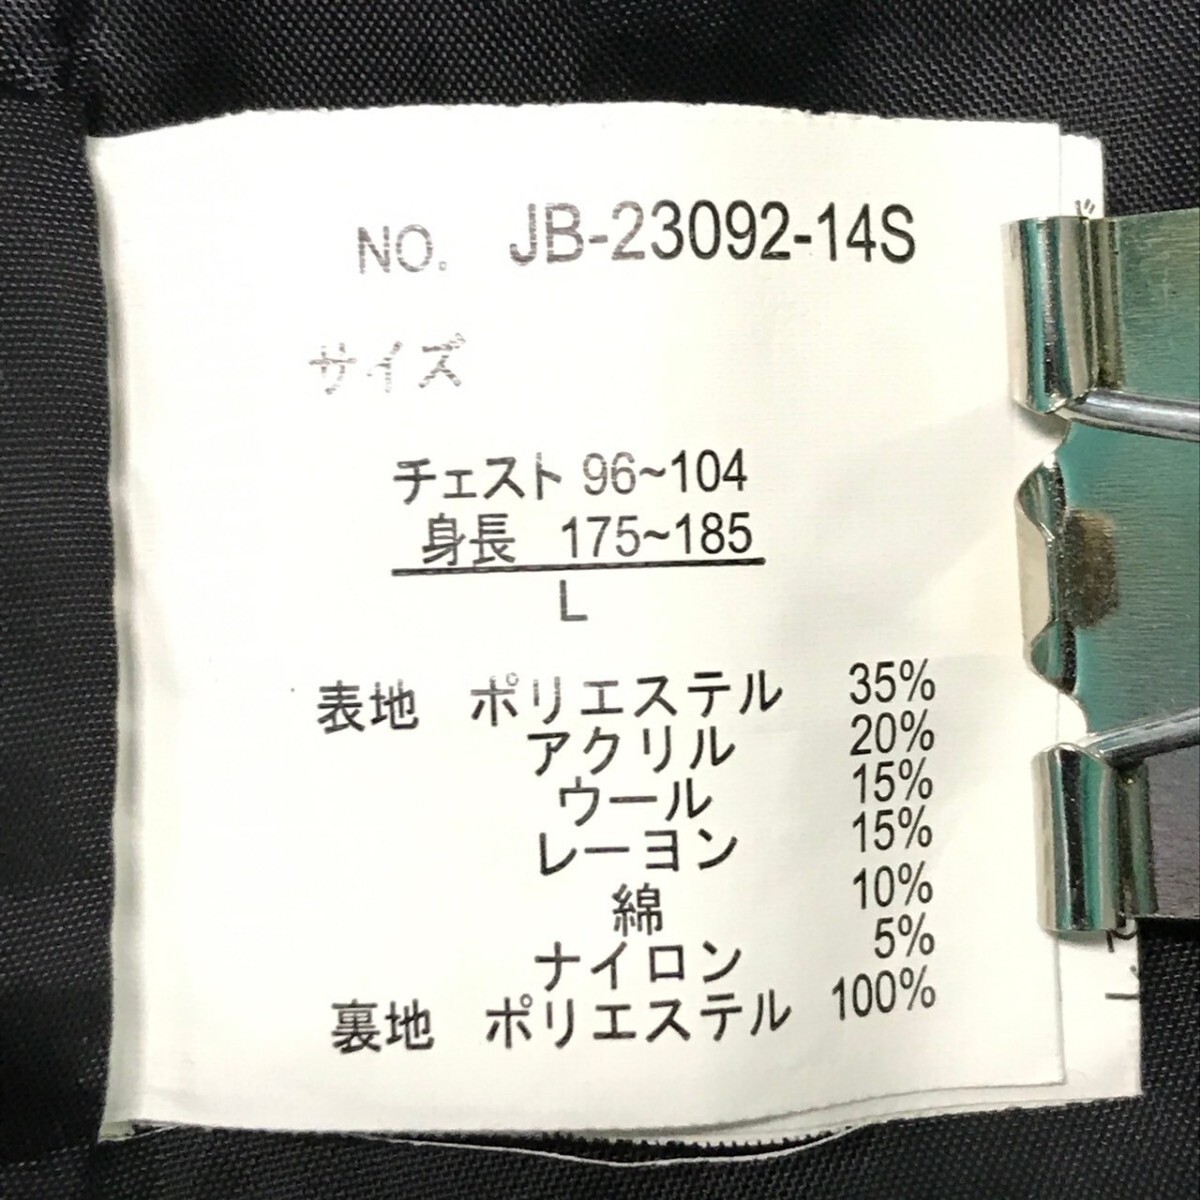 NO. JB-23092-14S
サイズ
チェスト 96~104
身長 175~185
L
表地 ポリエステル 35%
アクリル 20%
ウール 15%
レーヨン 15%
綿 10%
ナイロン 5%
裏地 ポリエステル 100%